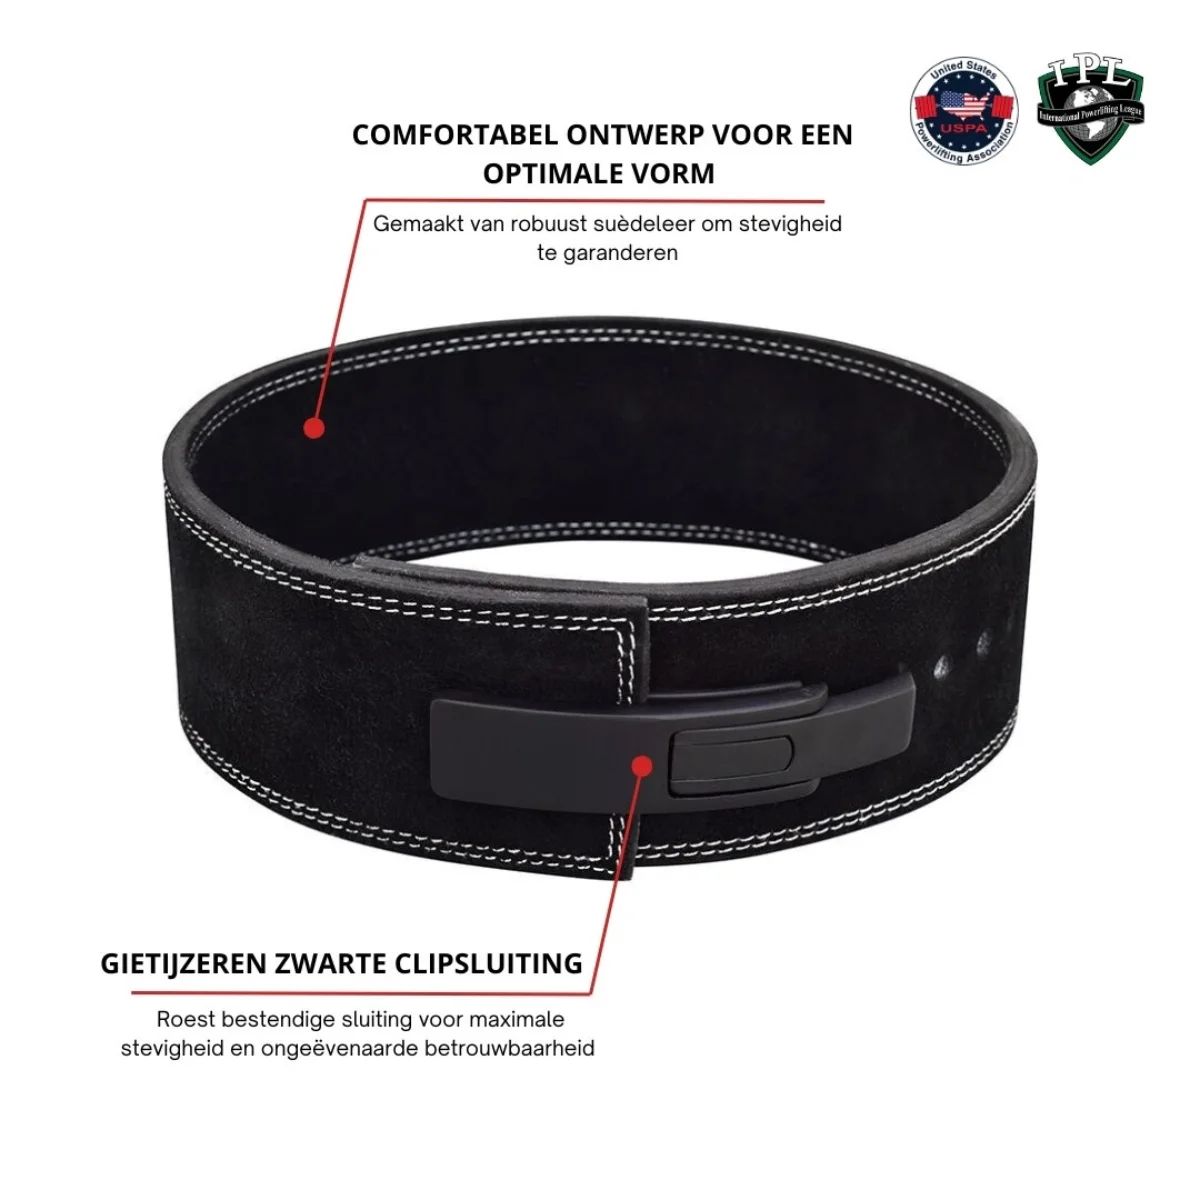 United States
USPA
Powerlifting Association
IPL
International Powerlifting League
COMFORTABEL ONTWERP VOOR EEN
OPTIMALE VORM
Gemaakt van robuust suèdeleer om stevigheid
te garanderen
GIETIJZEREN ZWARTE CLIPSLUITING
Roest bestendige sluiting voor maximale
stevigheid en ongeëvenaarde betrouwbaarheid